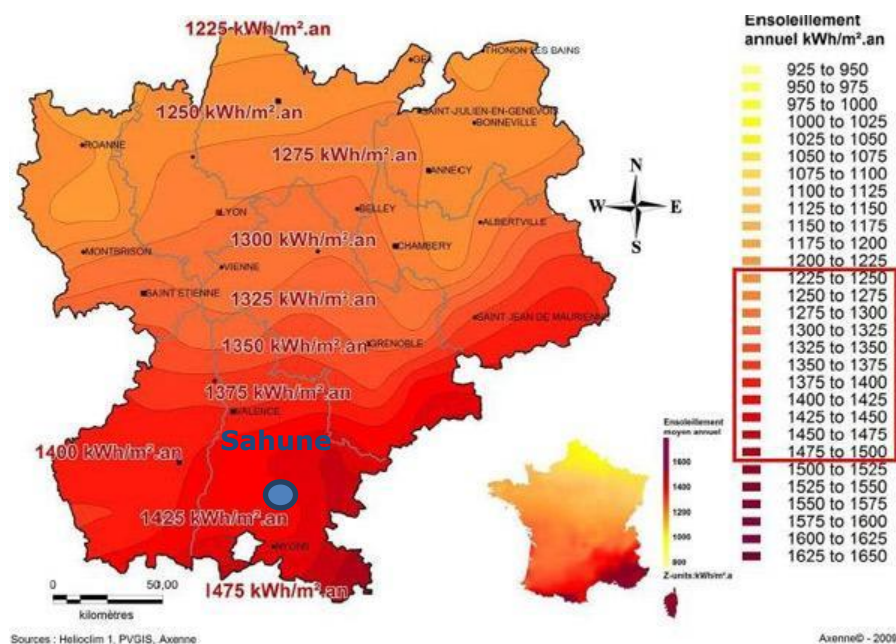 1225 kWh/m².an
1250 kWh/m².an
1275 kWh/m².an
1300 kWh/m².an
1325 kWh/m².an
1350 kWh/m².an
1375 kWh/m².an
1400 kWh/m².an
1425 kWh/m².an
1475 kWh/m².an
GEX
THONON LES BAINS
SAINT-JULIEN-EN-GENEVOIS
BONNEVILLE
ROANNE
ANNECY
LYON
BELLEY
ALBERTVILLE
MONTBRISON
CHAMBERY
VIENNE
SAINT ETIENNE
SAINT JEAN DE MAURIENNE
GRENOBLE
VALENCE
Sahune
NYONS
N
W
E
S
0
50,00
kilomètres
Sources : Helioclim 1, PVGIS, Axenne
Ensoleillement
moyen annuel
1600
1400
1200
1000
800
Z-units:kWh/m².a
Ensoleillement
annuel kWh/m².an
925 to 950
950 to 975
975 to 1000
1000 to 1025
1025 to 1050
1050 to 1075
1075 to 1100
1100 to 1125
1125 to 1150
1150 to 1175
1175 to 1200
1200 to 1225
1225 to 1250
1250 to 1275
1275 to 1300
1300 to 1325
1325 to 1350
1350 to 1375
1375 to 1400
1400 to 1425
1425 to 1450
1450 to 1475
1475 to 1500
1500 to 1525
1525 to 1550
1550 to 1575
1575 to 1600
1600 to 1625
1625 to 1650